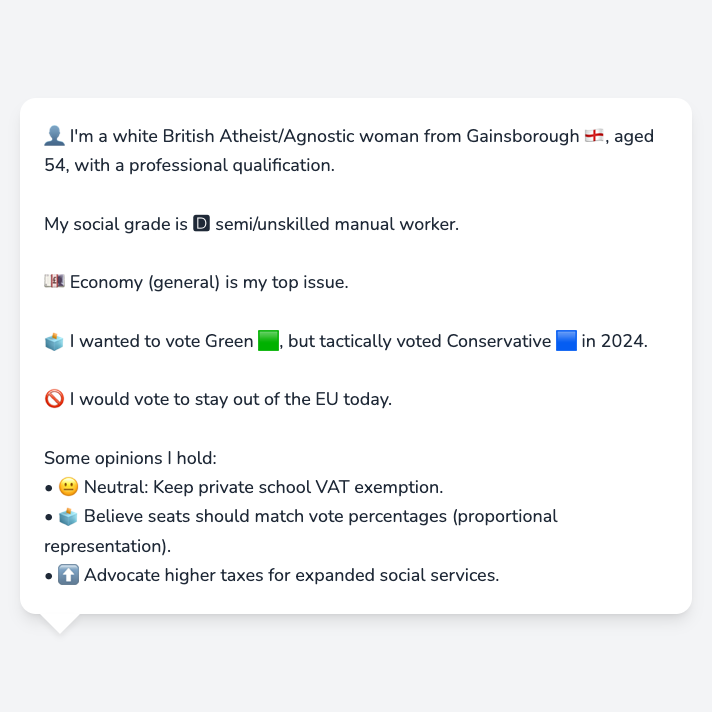 👤 I'm a white British Atheist/Agnostic woman from Gainsborough 🏴󠁧󠁢󠁥󠁮󠁧󠁿, aged
54, with a professional qualification.
My social grade is 🅳 semi/unskilled manual worker.
💷 Economy (general) is my top issue.
🗳️ I wanted to vote Green 🟩, but tactically voted Conservative 🟦 in 2024.
🚫 I would vote to stay out of the EU today.
Some opinions I hold:
• 😐 Neutral: Keep private school VAT exemption.
• 🗳️ Believe seats should match vote percentages (proportional
representation).
• ⬆️ Advocate higher taxes for expanded social services.